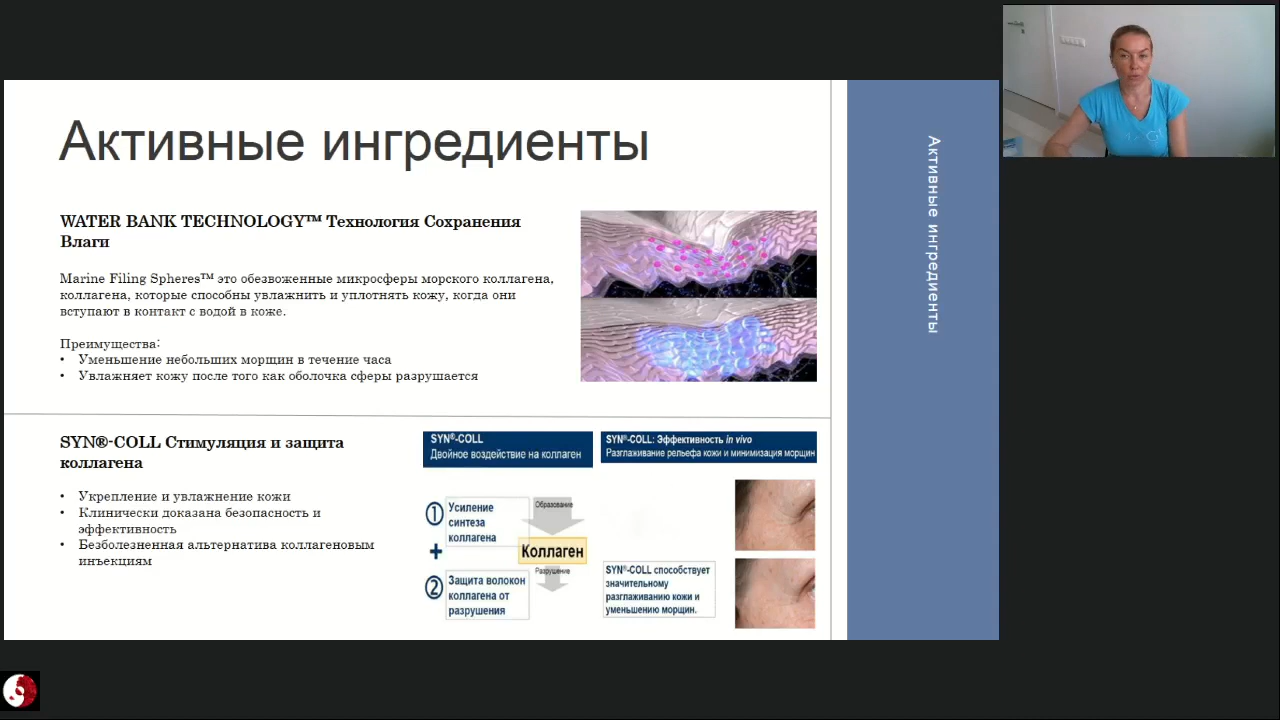 Активные ингредиенты
WATER BANK TECHNOLOGY™ Технология Сохранения
Влаги
Marine Filing Spheres™ это обезвоженные микросферы морского коллагена,
коллагена, которые способны увлажнить и уплотнять кожу, когда они
вступают в контакт с водой в коже.
Преимущества:
• Уменьшение небольших морщин в течение часа
• Увлажняет кожу после того как оболочка сферы разрушается
SYN®-COLL Стимуляция и защита
коллагена
• Укрепление и увлажнение кожи
• Клинически доказана безопасность и
эффективность
• Безболезненная альтернатива коллагеновым
инъекциям
SYN®-COLL
Двойное воздействие на коллаген
1
Усиление
синтеза
коллагена
+
2
Защита волокон
коллагена от
разрушения
Образование
Коллаген
Разрушение
SYN®-COLL: Эффективность in vivo
Разглаживание рельефа кожи и минимизация морщин
SYN®-COLL способствует
значительному
разглаживанию кожи и
уменьшению морщин.
Активные ингредиенты